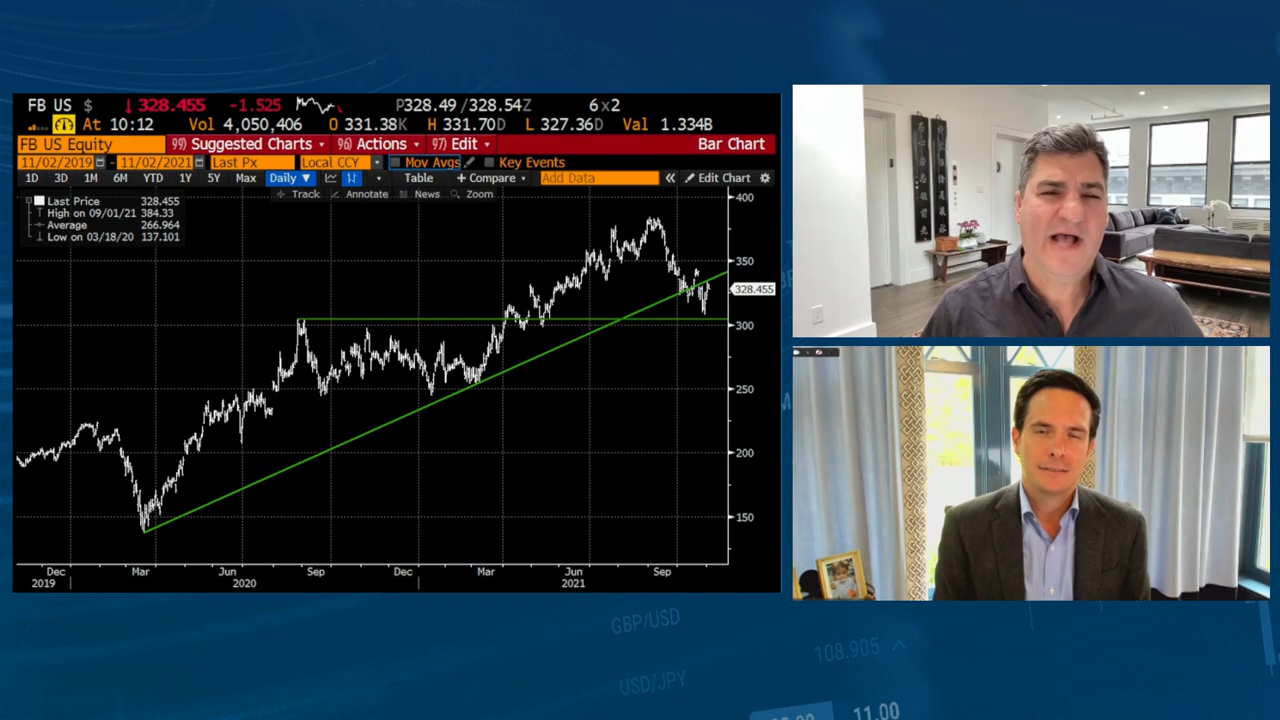 FB US $ ↓ 328.455 -1.525 P328.49 /328.54Z 6x2
At 10:12 Vol 4,050,406 O 331.38K H 331.70D L 327.36D Val 1.334B
FB US Equity 99) Suggested Charts 96) Actions 97) Edit Bar Chart
11/02/2019 - 11/02/2021 Last Px Local CCY Mov Avgs Key Events
1D 3D 1M 6M YTD 1Y 5Y Max Daily ▼ Table + Compare Add Data « Edit Chart
Track Annotate News Zoom
Last Price 328.455
High on 09/01/21 384.33
Average 266.964
Low on 03/18/20 137.101
400
350
328.455
300
250
200
150
Dec Mar Jun Sep Dec Mar Jun Sep
2019 2020 2021
GBP/USD
108.905
USD/JPY
11.00